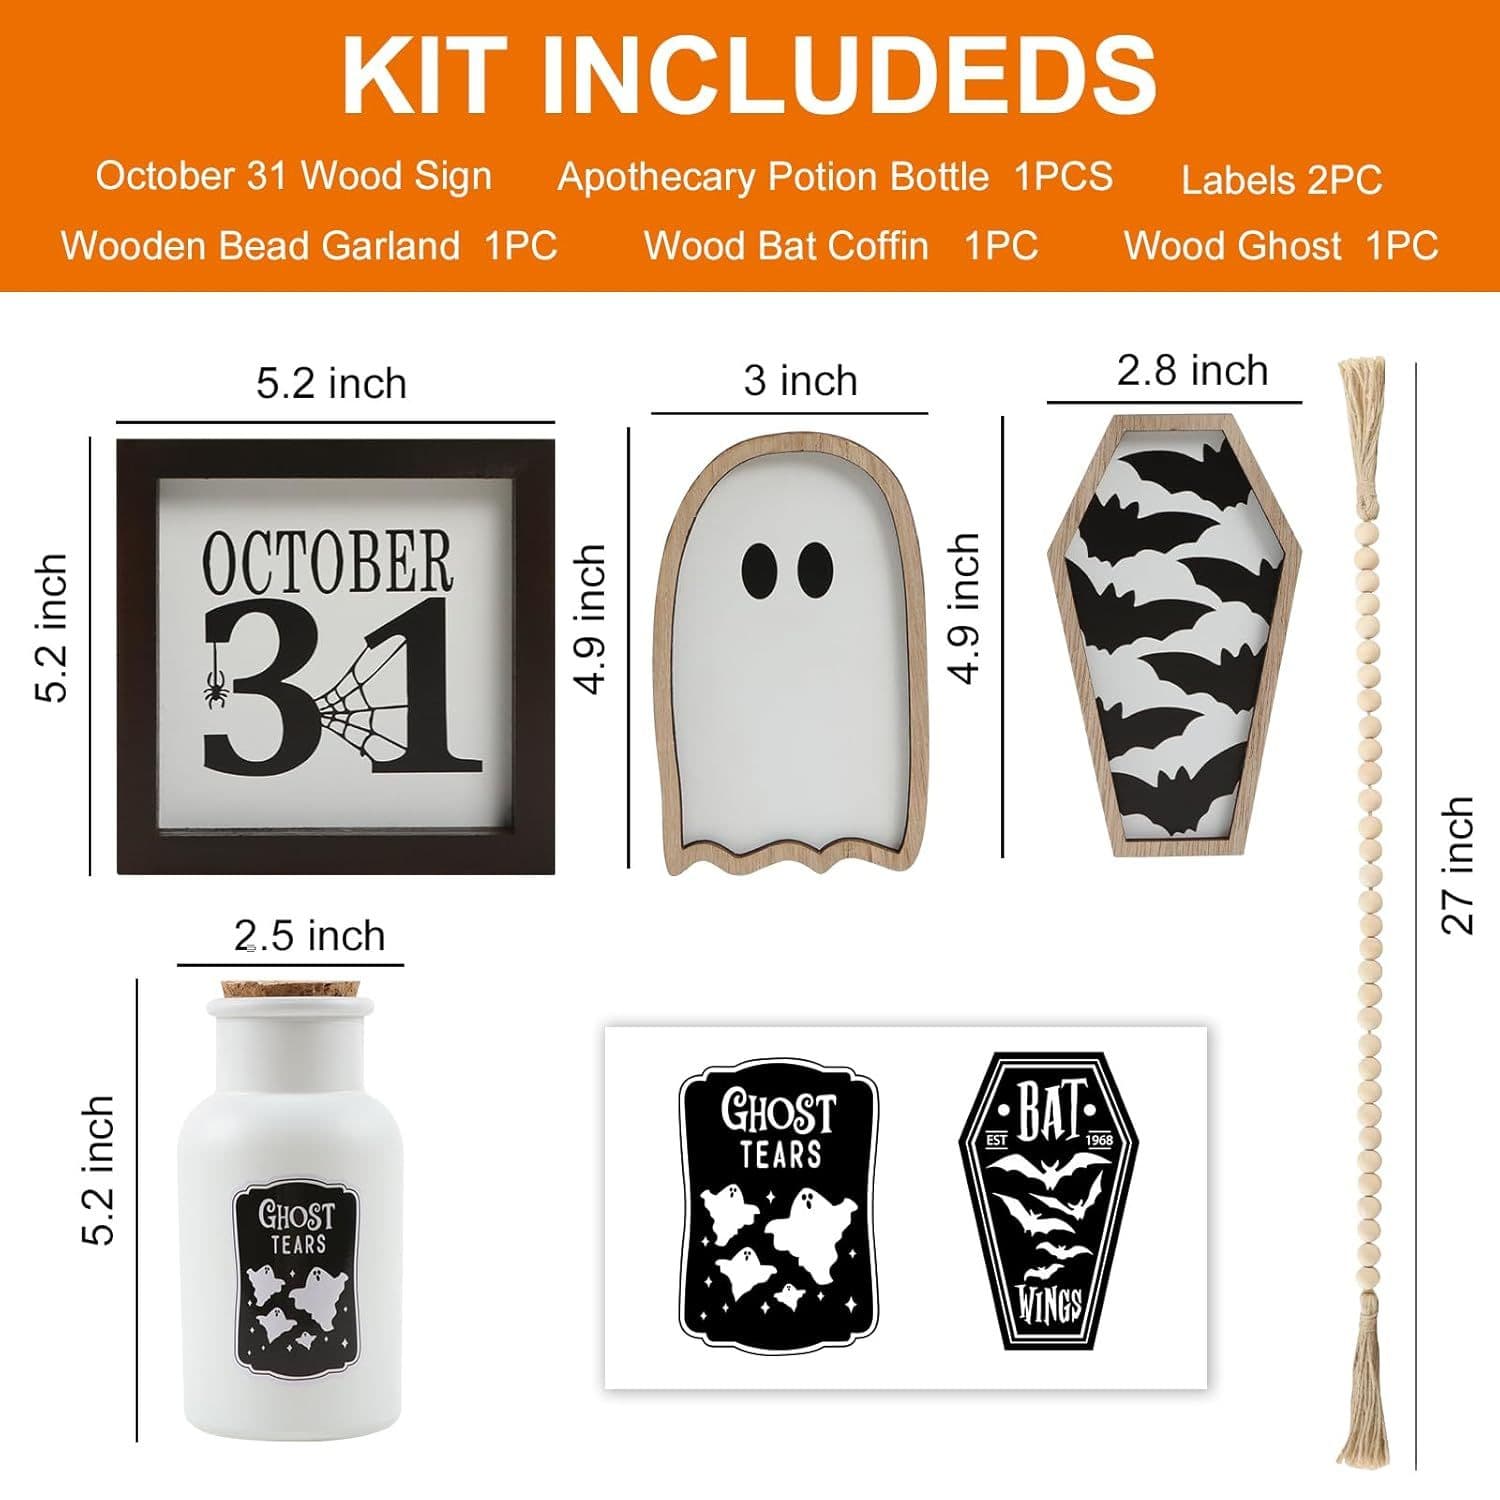 KIT INCLUDEDS
October 31 Wood Sign Apothecary Potion Bottle 1PCS Labels 2PC
Wooden Bead Garland 1PC Wood Bat Coffin 1PC Wood Ghost 1PC
5.2 inch
5.2 inch
OCTOBER
31
3 inch
4.9 inch
2.8 inch
4.9 inch
27 inch
2.5 inch
5.2 inch
GHOST
TEARS
GHOST
TEARS
BAT
EST 1968
WINGS